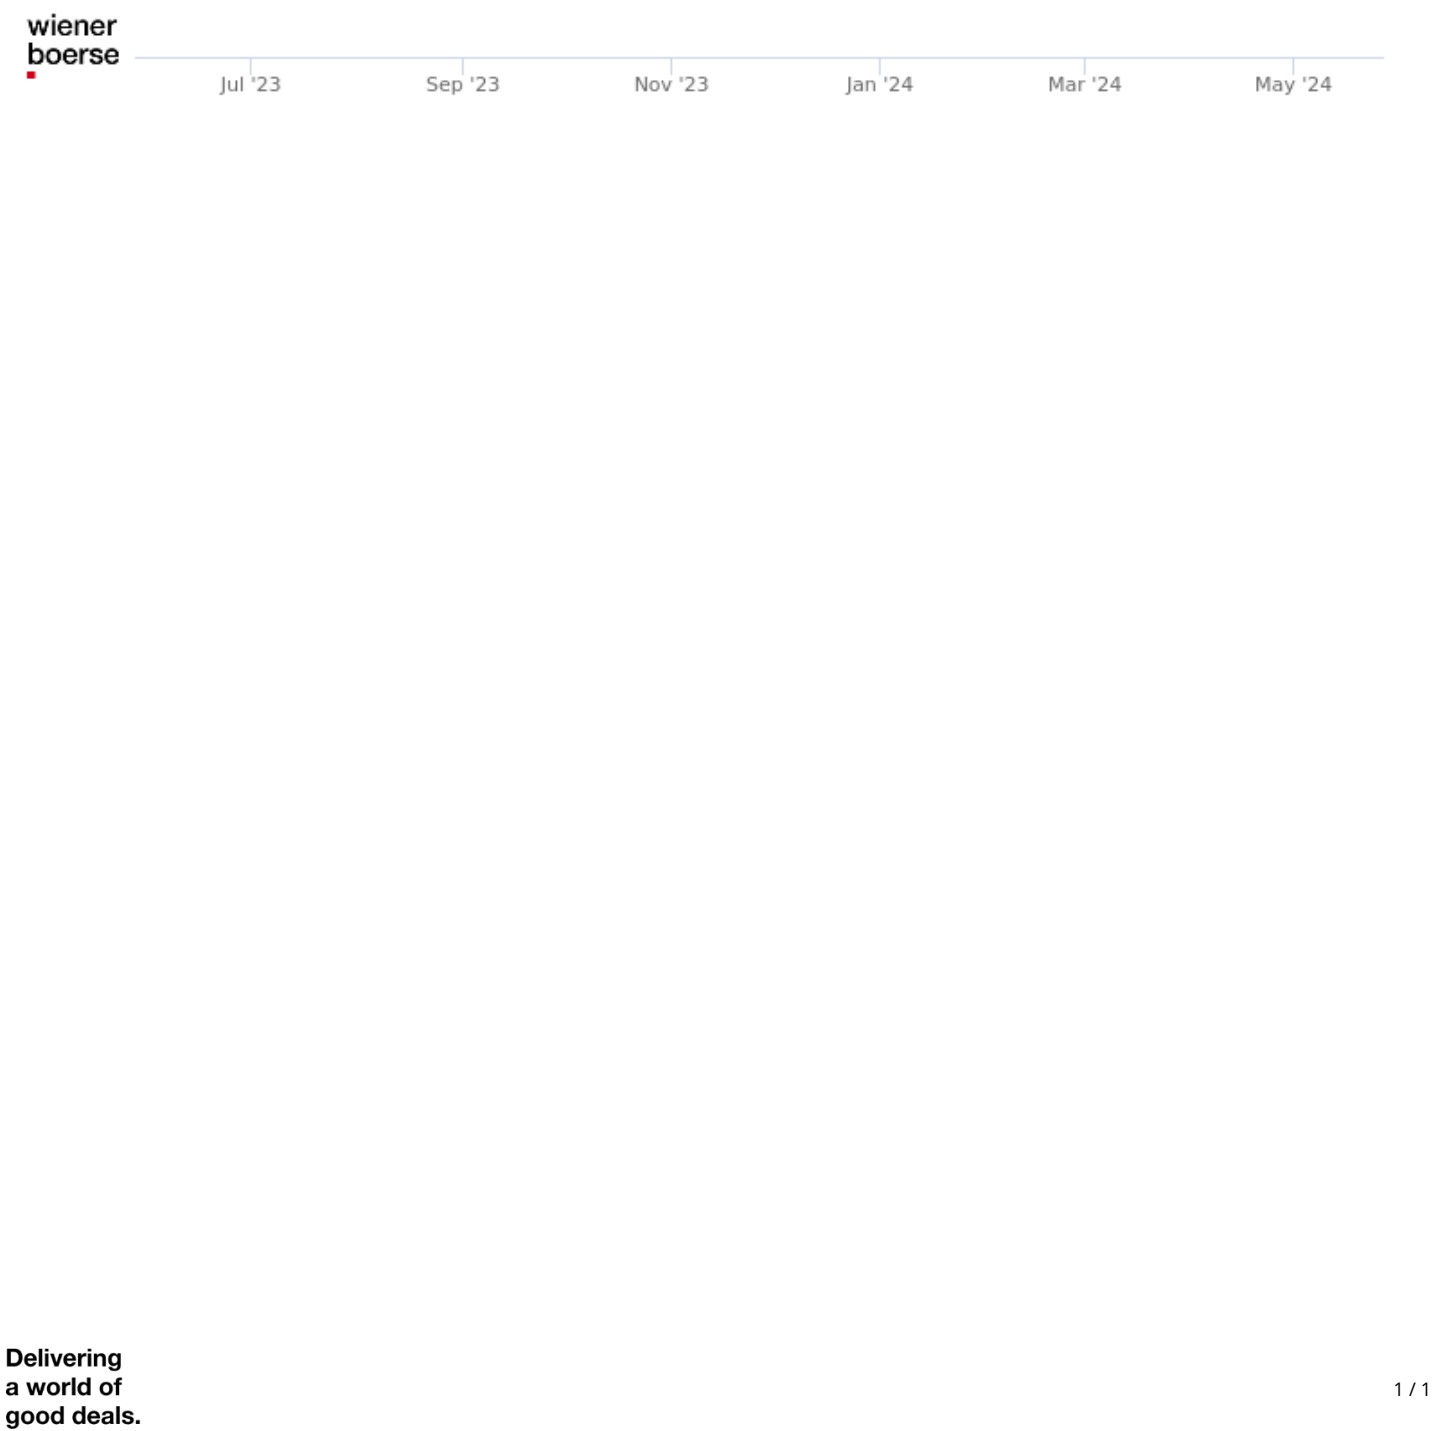 wiener
boerse
Jul '23 Sep '23 Nov '23 Jan '24 Mar '24 May '24
Delivering
a world of
good deals.
1 / 1